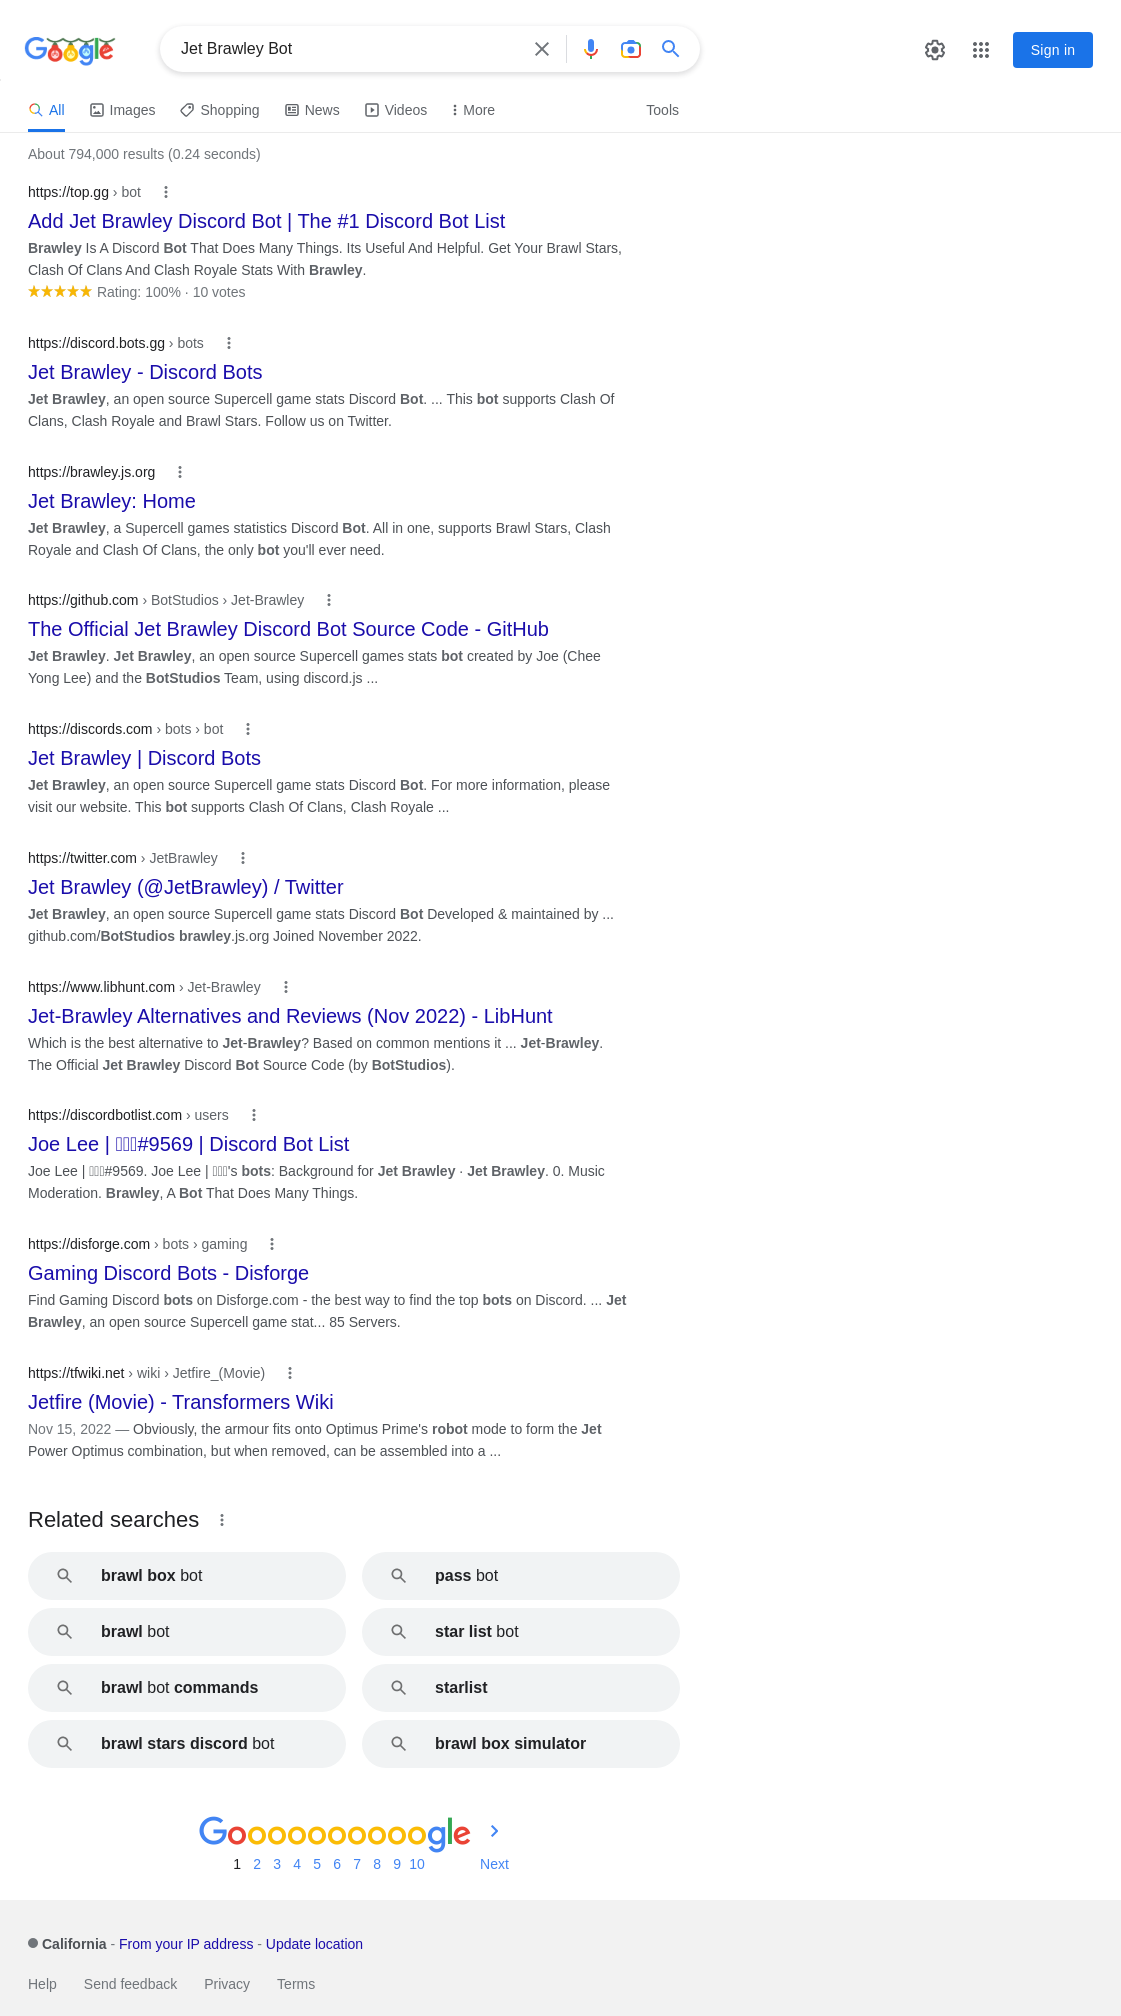 Google
Jet Brawley Bot
Sign in
All Images Shopping News Videos More Tools
About 794,000 results (0.24 seconds)
https://top.gg › bot
Add Jet Brawley Discord Bot | The #1 Discord Bot List
Brawley Is A Discord Bot That Does Many Things. Its Useful And Helpful. Get Your Brawl Stars,
Clash Of Clans And Clash Royale Stats With Brawley.
Rating: 100% · 10 votes
https://discord.bots.gg › bots
Jet Brawley - Discord Bots
Jet Brawley, an open source Supercell game stats Discord Bot. ... This bot supports Clash Of
Clans, Clash Royale and Brawl Stars. Follow us on Twitter.
https://brawley.js.org
Jet Brawley: Home
Jet Brawley, a Supercell games statistics Discord Bot. All in one, supports Brawl Stars, Clash
Royale and Clash Of Clans, the only bot you'll ever need.
https://github.com › BotStudios › Jet-Brawley
The Official Jet Brawley Discord Bot Source Code - GitHub
Jet Brawley. Jet Brawley, an open source Supercell games stats bot created by Joe (Chee
Yong Lee) and the BotStudios Team, using discord.js ...
https://discords.com › bots › bot
Jet Brawley | Discord Bots
Jet Brawley, an open source Supercell game stats Discord Bot. For more information, please
visit our website. This bot supports Clash Of Clans, Clash Royale ...
https://twitter.com › JetBrawley
Jet Brawley (@JetBrawley) / Twitter
Jet Brawley, an open source Supercell game stats Discord Bot Developed & maintained by ...
github.com/BotStudios brawley.js.org Joined November 2022.
https://www.libhunt.com › Jet-Brawley
Jet-Brawley Alternatives and Reviews (Nov 2022) - LibHunt
Which is the best alternative to Jet-Brawley? Based on common mentions it ... Jet-Brawley.
The Official Jet Brawley Discord Bot Source Code (by BotStudios).
https://discordbotlist.com › users
Joe Lee | #9569 | Discord Bot List
Joe Lee | #9569. Joe Lee | 's bots: Background for Jet Brawley · Jet Brawley. 0. Music
Moderation. Brawley, A Bot That Does Many Things.
https://disforge.com › bots › gaming
Gaming Discord Bots - Disforge
Find Gaming Discord bots on Disforge.com - the best way to find the top bots on Discord. ... Jet
Brawley, an open source Supercell game stat... 85 Servers.
https://tfwiki.net › wiki › Jetfire_(Movie)
Jetfire (Movie) - Transformers Wiki
Nov 15, 2022 — Obviously, the armour fits onto Optimus Prime's robot mode to form the Jet
Power Optimus combination, but when removed, can be assembled into a ...
Related searches
brawl box bot
pass bot
brawl bot
star list bot
brawl bot commands
starlist
brawl stars discord bot
brawl box simulator
Goooooooooogle
1 2 3 4 5 6 7 8 9 10 Next
California - From your IP address - Update location
Help Send feedback Privacy Terms